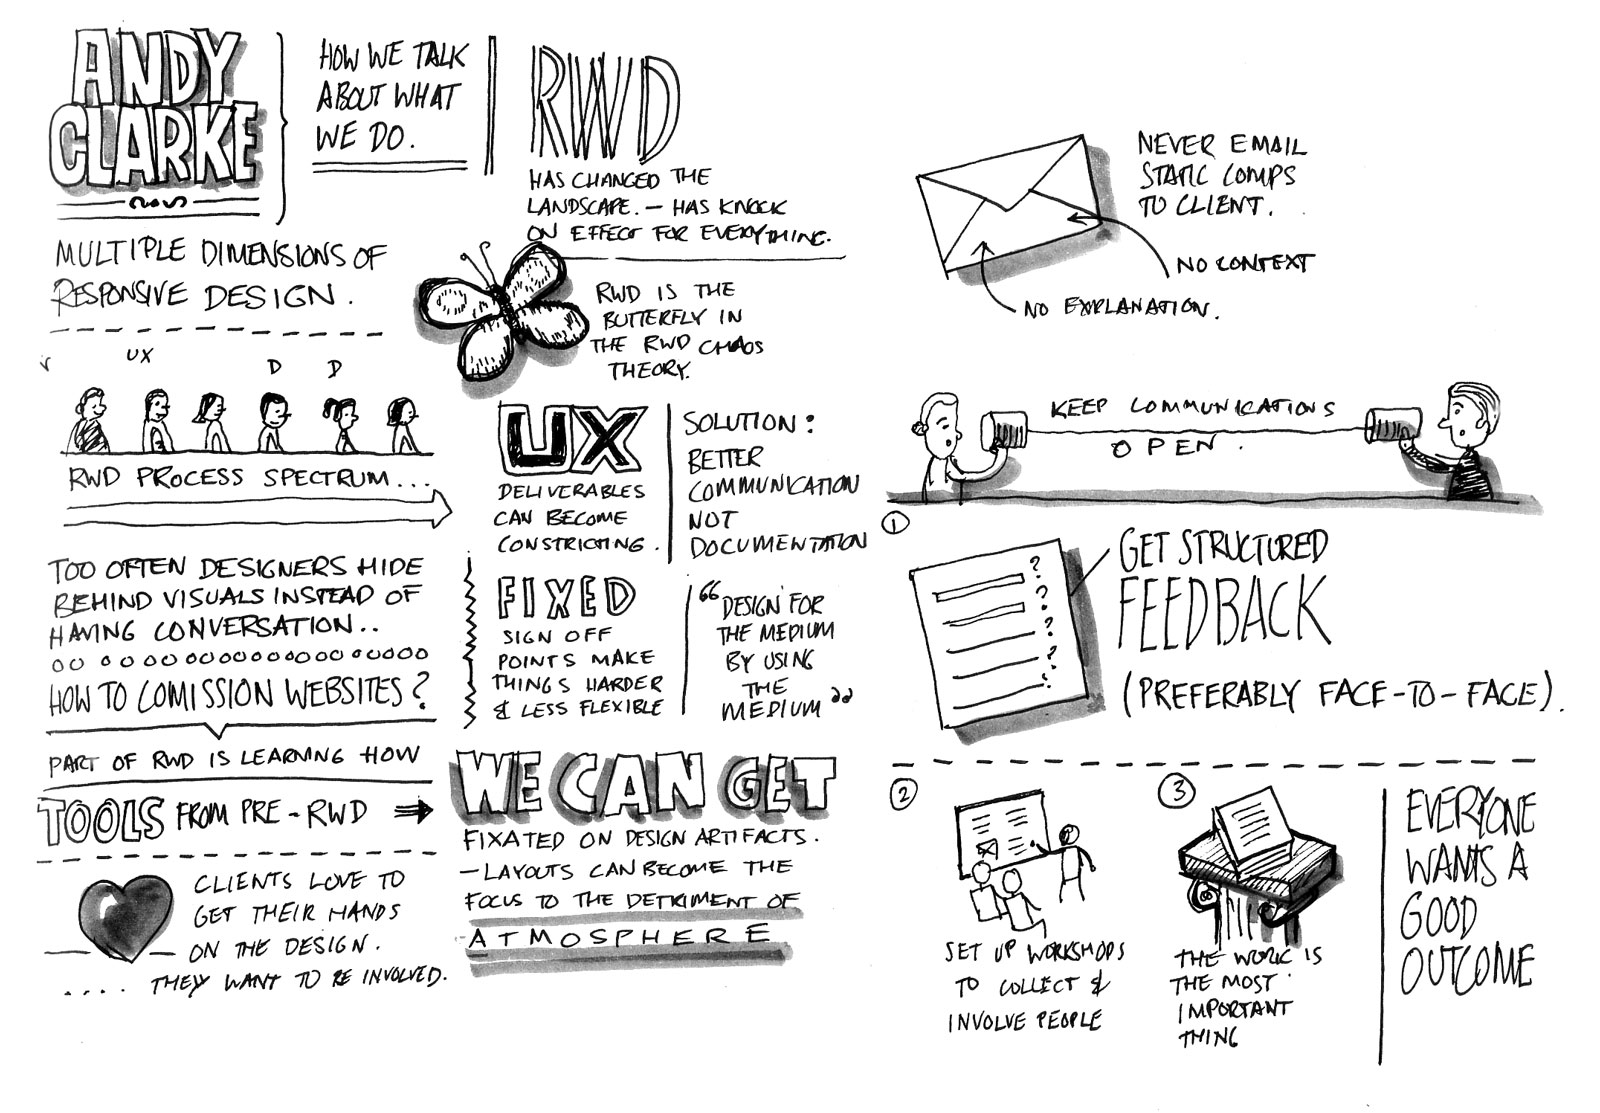 ANDY
CLARKE
HOW WE TALK
ABOUT WHAT
WE DO.
MULTIPLE DIMENSIONS OF
RESPONSIVE DESIGN.
UX
D D
RWD PROCESS SPECTRUM...
TOO OFTEN DESIGNERS HIDE
BEHIND VISUALS INSTEAD OF
HAVING CONVERSATION..
HOW TO COMISSION WEBSITES?
PART OF RWD IS LEARNING HOW
TOOLS FROM PRE-RWD
CLIENTS LOVE TO
GET THEIR HANDS
ON THE DESIGN.
.... THEY WANT TO BE INVOLVED.
RWD
HAS CHANGED THE
LANDSCAPE. — HAS KNOCK
ON EFFECT FOR EVERYTHING.
RWD IS THE
BUTTERFLY IN
THE RWD CHAOS
THEORY.
UX
DELIVERABLES
CAN BECOME
CONSTRICTING.
SOLUTION:
BETTER
COMMUNICATION
NOT
DOCUMENTATION
FIXED
SIGN OFF
POINTS MAKE
THINGS HARDER
& LESS FLEXIBLE
"DESIGN FOR
THE MEDIUM
BY USING
THE
MEDIUM"
WE CAN GET
FIXATED ON DESIGN ARTIFACTS.
— LAYOUTS CAN BECOME THE
FOCUS TO THE DETRIMENT OF
ATMOSPHERE
NEVER EMAIL
STATIC COMPS
TO CLIENT.
NO CONTEXT
NO EXPLANATION.
KEEP COMMUNICATIONS
OPEN.
1
GET STRUCTURED
FEEDBACK
(PREFERABLY FACE-TO-FACE).
?
?
?
?
?
2
SET UP WORKSHOPS
TO COLLECT &
INVOLVE PEOPLE
3
THE WORK IS
THE MOST
IMPORTANT
THING
EVERYONE
WANTS A
GOOD
OUTCOME